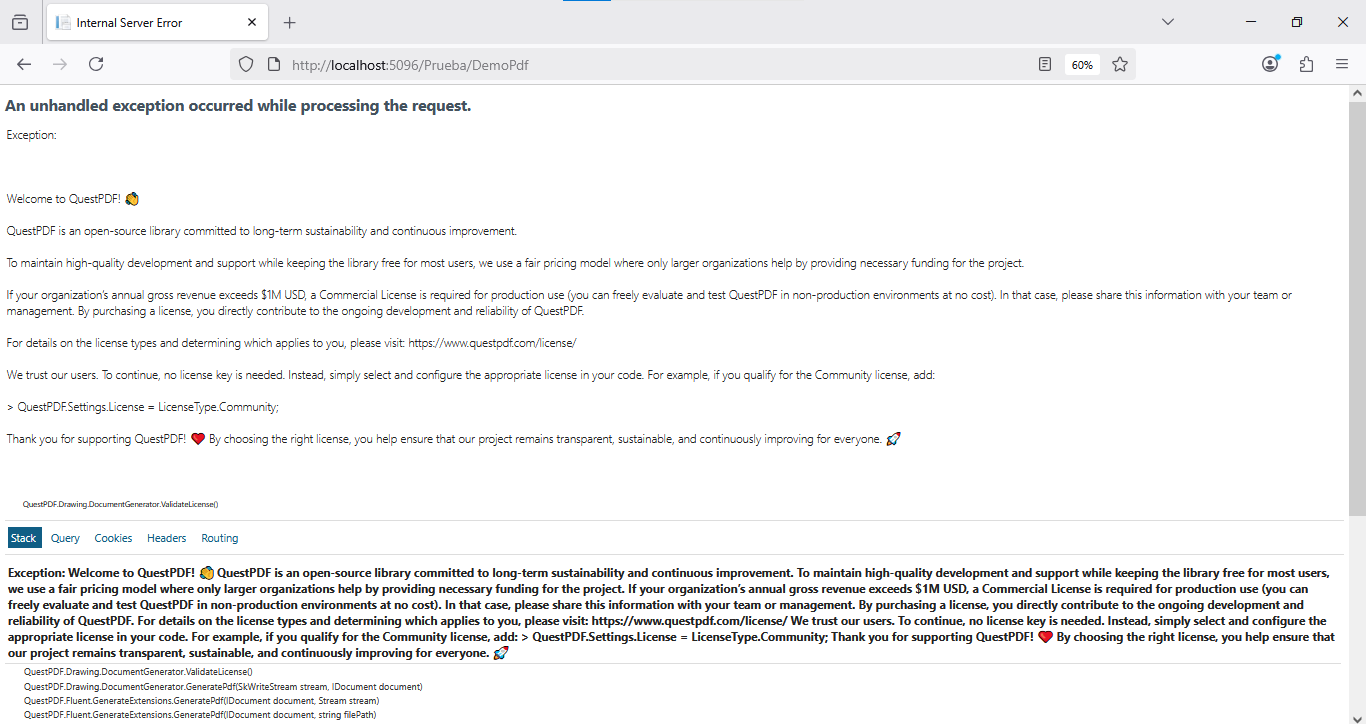 Internal Server Error
http://localhost:5096/Prueba/DemoPdf
60%
An unhandled exception occurred while processing the request.
Exception:
Welcome to QuestPDF! 👋
QuestPDF is an open-source library committed to long-term sustainability and continuous improvement.
To maintain high-quality development and support while keeping the library free for most users, we use a fair pricing model where only larger organizations help by providing necessary funding for the project.
If your organization's annual gross revenue exceeds $1M USD, a Commercial License is required for production use (you can freely evaluate and test QuestPDF in non-production environments at no cost). In that case, please share this information with your team or
management. By purchasing a license, you directly contribute to the ongoing development and reliability of QuestPDF.
For details on the license types and determining which applies to you, please visit: https://www.questpdf.com/license/
We trust our users. To continue, no license key is needed. Instead, simply select and configure the appropriate license in your code. For example, if you qualify for the Community license, add:
> QuestPDF.Settings.License = LicenseType.Community;
Thank you for supporting QuestPDF! ❤️ By choosing the right license, you help ensure that our project remains transparent, sustainable, and continuously improving for everyone. 🚀
QuestPDF.Drawing.DocumentGenerator.ValidateLicense()
Stack Query Cookies Headers Routing
Exception: Welcome to QuestPDF! 👋 QuestPDF is an open-source library committed to long-term sustainability and continuous improvement. To maintain high-quality development and support while keeping the library free for most users,
we use a fair pricing model where only larger organizations help by providing necessary funding for the project. If your organization's annual gross revenue exceeds $1M USD, a Commercial License is required for production use (you can
freely evaluate and test QuestPDF in non-production environments at no cost). In that case, please share this information with your team or management. By purchasing a license, you directly contribute to the ongoing development and
reliability of QuestPDF. For details on the license types and determining which applies to you, please visit: https://www.questpdf.com/license/ We trust our users. To continue, no license key is needed. Instead, simply select and configure the
appropriate license in your code. For example, if you qualify for the Community license, add: > QuestPDF.Settings.License = LicenseType.Community; Thank you for supporting QuestPDF! ❤️ By choosing the right license, you help ensure that
our project remains transparent, sustainable, and continuously improving for everyone. 🚀
QuestPDF.Drawing.DocumentGenerator.ValidateLicense()
QuestPDF.Drawing.DocumentGenerator.GeneratePdf(SkWriteStream stream, IDocument document)
QuestPDF.Fluent.GenerateExtensions.GeneratePdf(IDocument document, Stream stream)
QuestPDF.Fluent.GenerateExtensions.GeneratePdf(IDocument document, string filePath)